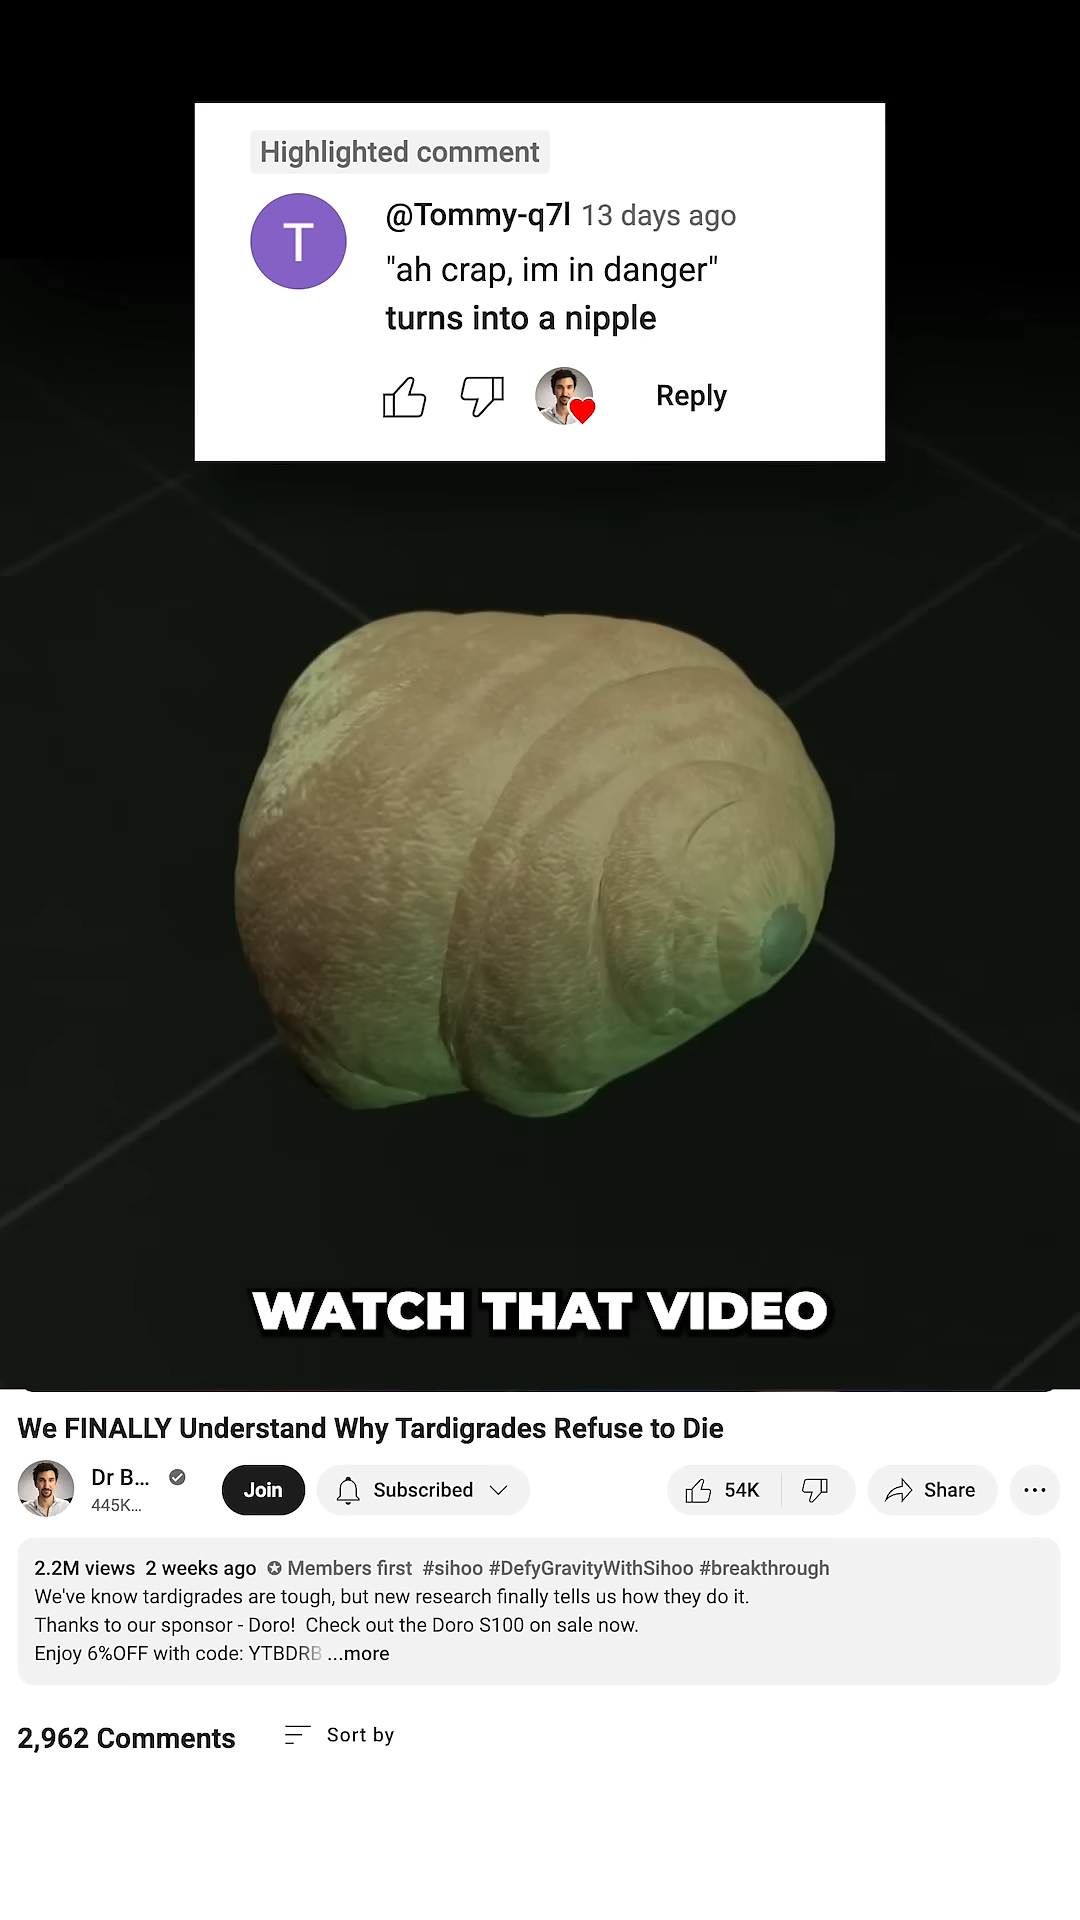 Highlighted comment
T
@Tommy-q7l 13 days ago
"ah crap, im in danger"
turns into a nipple
Reply
WATCH THAT VIDEO
We FINALLY Understand Why Tardigrades Refuse to Die
Dr B...
445K...
Join
Subscribed
54K
Share
2.2M views 2 weeks ago Members first #sihoo #DefyGravityWithSihoo #breakthrough
We've know tardigrades are tough, but new research finally tells us how they do it.
Thanks to our sponsor - Doro! Check out the Doro S100 on sale now.
Enjoy 6%OFF with code: YTBDRB ...more
2,962 Comments
Sort by